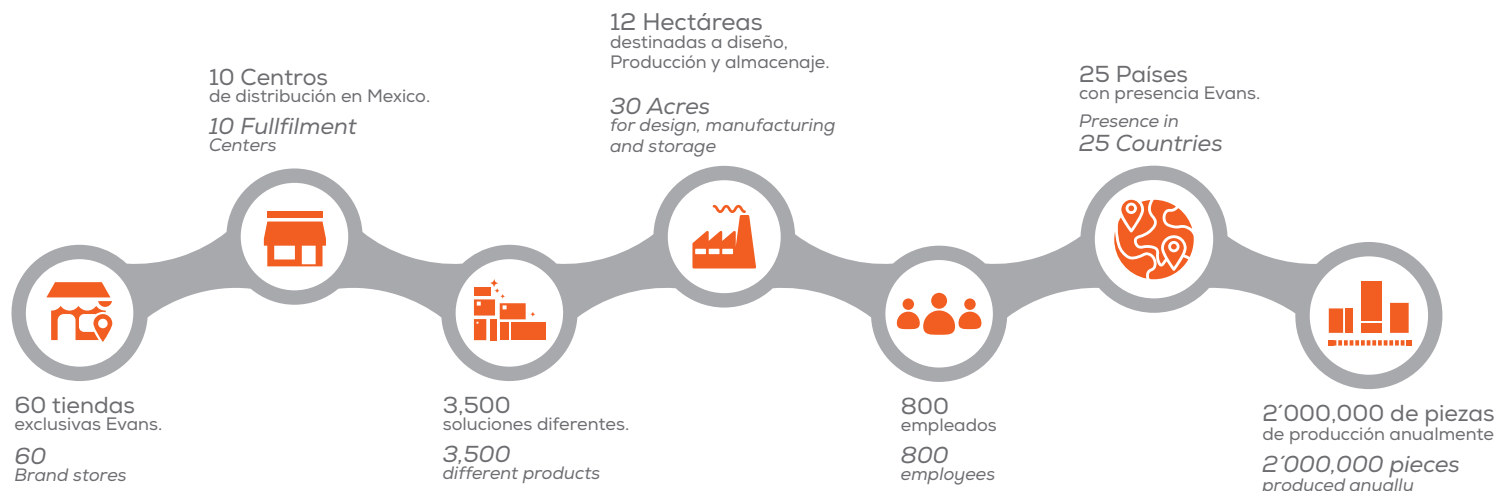 60 tiendas
exclusivas Evans.
60
Brand stores
10 Centros
de distribución en Mexico.
10 Fullfilment
Centers
3,500
soluciones diferentes.
3,500
different products
12 Hectáreas
destinadas a diseño,
Producción y almacenaje.
30 Acres
for design, manufacturing
and storage
800
empleados
800
employees
25 Países
con presencia Evans.
Presence in
25 Countries
2´000,000 de piezas
de producción anualmente
2´000,000 pieces
produced anually